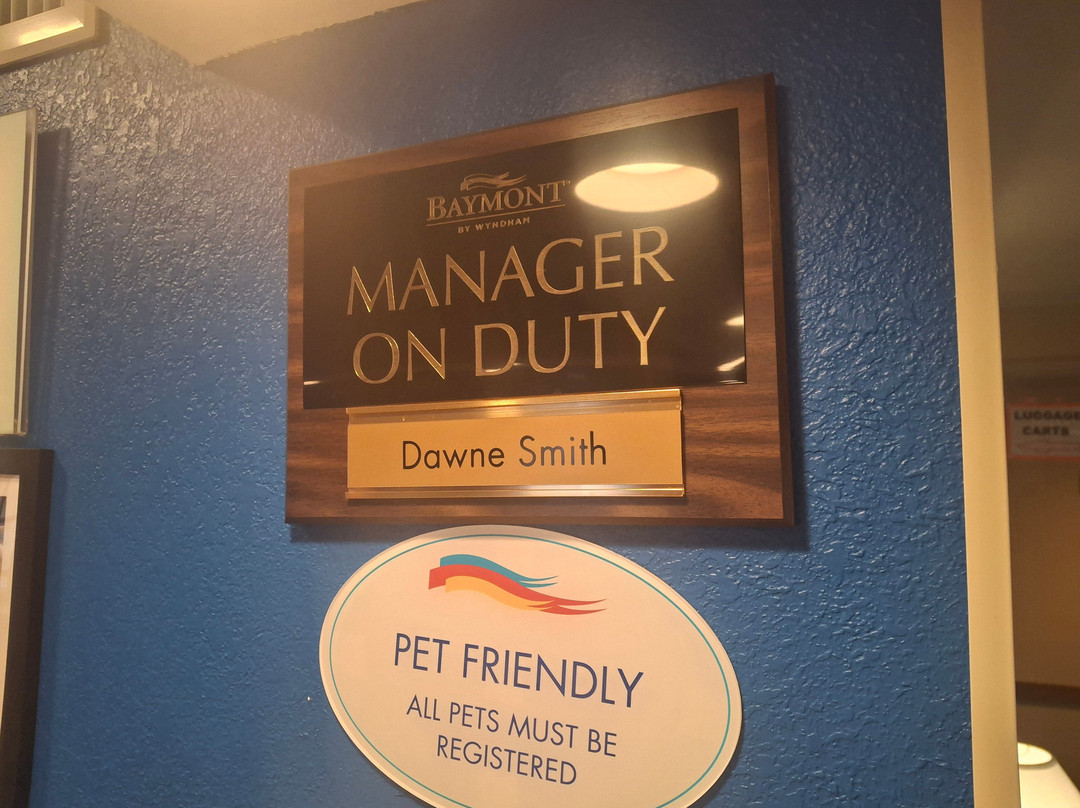 BAYMONT
BY WYNDHAM
MANAGER
ON DUTY
Dawne Smith
PET FRIENDLY
ALL PETS MUST BE
REGISTERED
LUGGAGE
CARTS